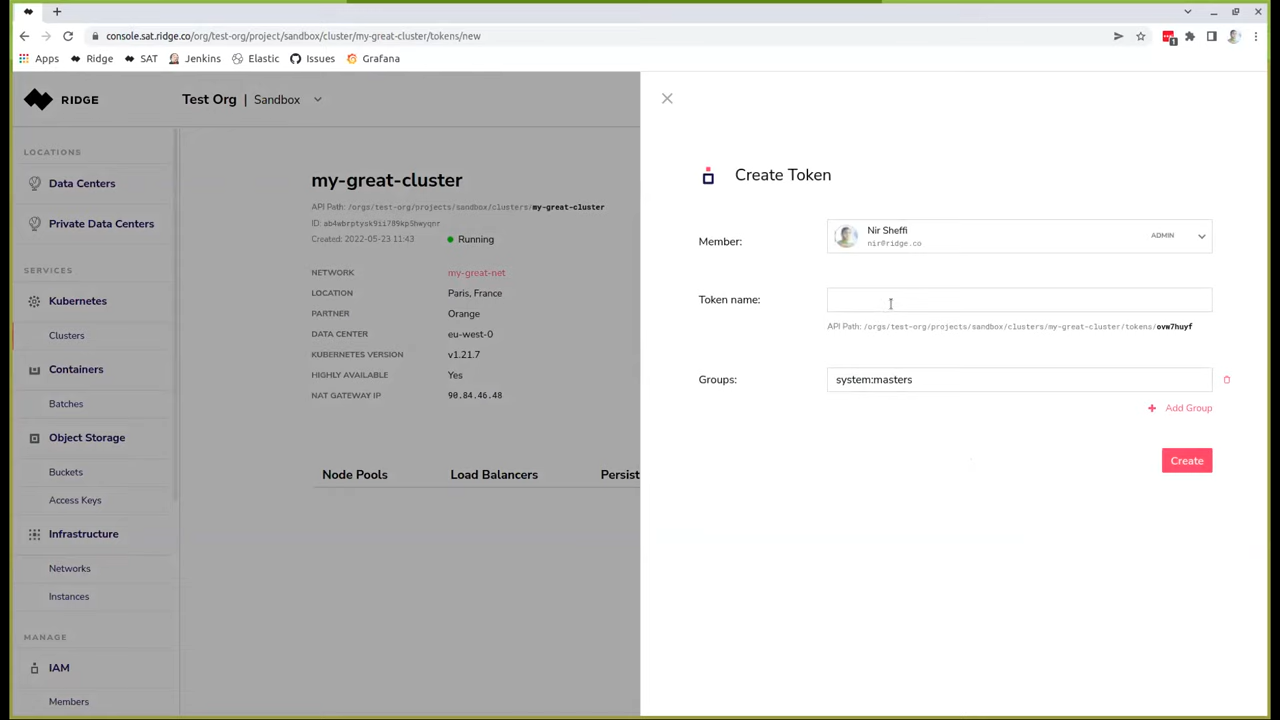 console.sat.ridge.co/org/test-org/project/sandbox/cluster/my-great-cluster/tokens/new
1
Apps Ridge SAT Jenkins Elastic Issues Grafana
RIDGE
Test Org | Sandbox
LOCATIONS
Data Centers
Private Data Centers
SERVICES
Kubernetes
Clusters
Containers
Batches
Object Storage
Buckets
Access Keys
Infrastructure
Networks
Instances
MANAGE
IAM
Members
my-great-cluster
API Path: /orgs/test-org/projects/sandbox/clusters/my-great-cluster
ID: ab4wbrptysk9ii789kp5hwyqnr
Created: 2022-05-23 11:43 Running
NETWORK my-great-net
LOCATION Paris, France
PARTNER Orange
DATA CENTER eu-west-0
KUBERNETES VERSION v1.21.7
HIGHLY AVAILABLE Yes
NAT GATEWAY IP 90.84.46.48
Node Pools Load Balancers Persist
Create Token
Member:
Nir Sheffi
nir@ridge.co
ADMIN
Token name:
API Path: /orgs/test-org/projects/sandbox/clusters/my-great-cluster/tokens/ovw7huyf
Groups: system:masters
+ Add Group
Create